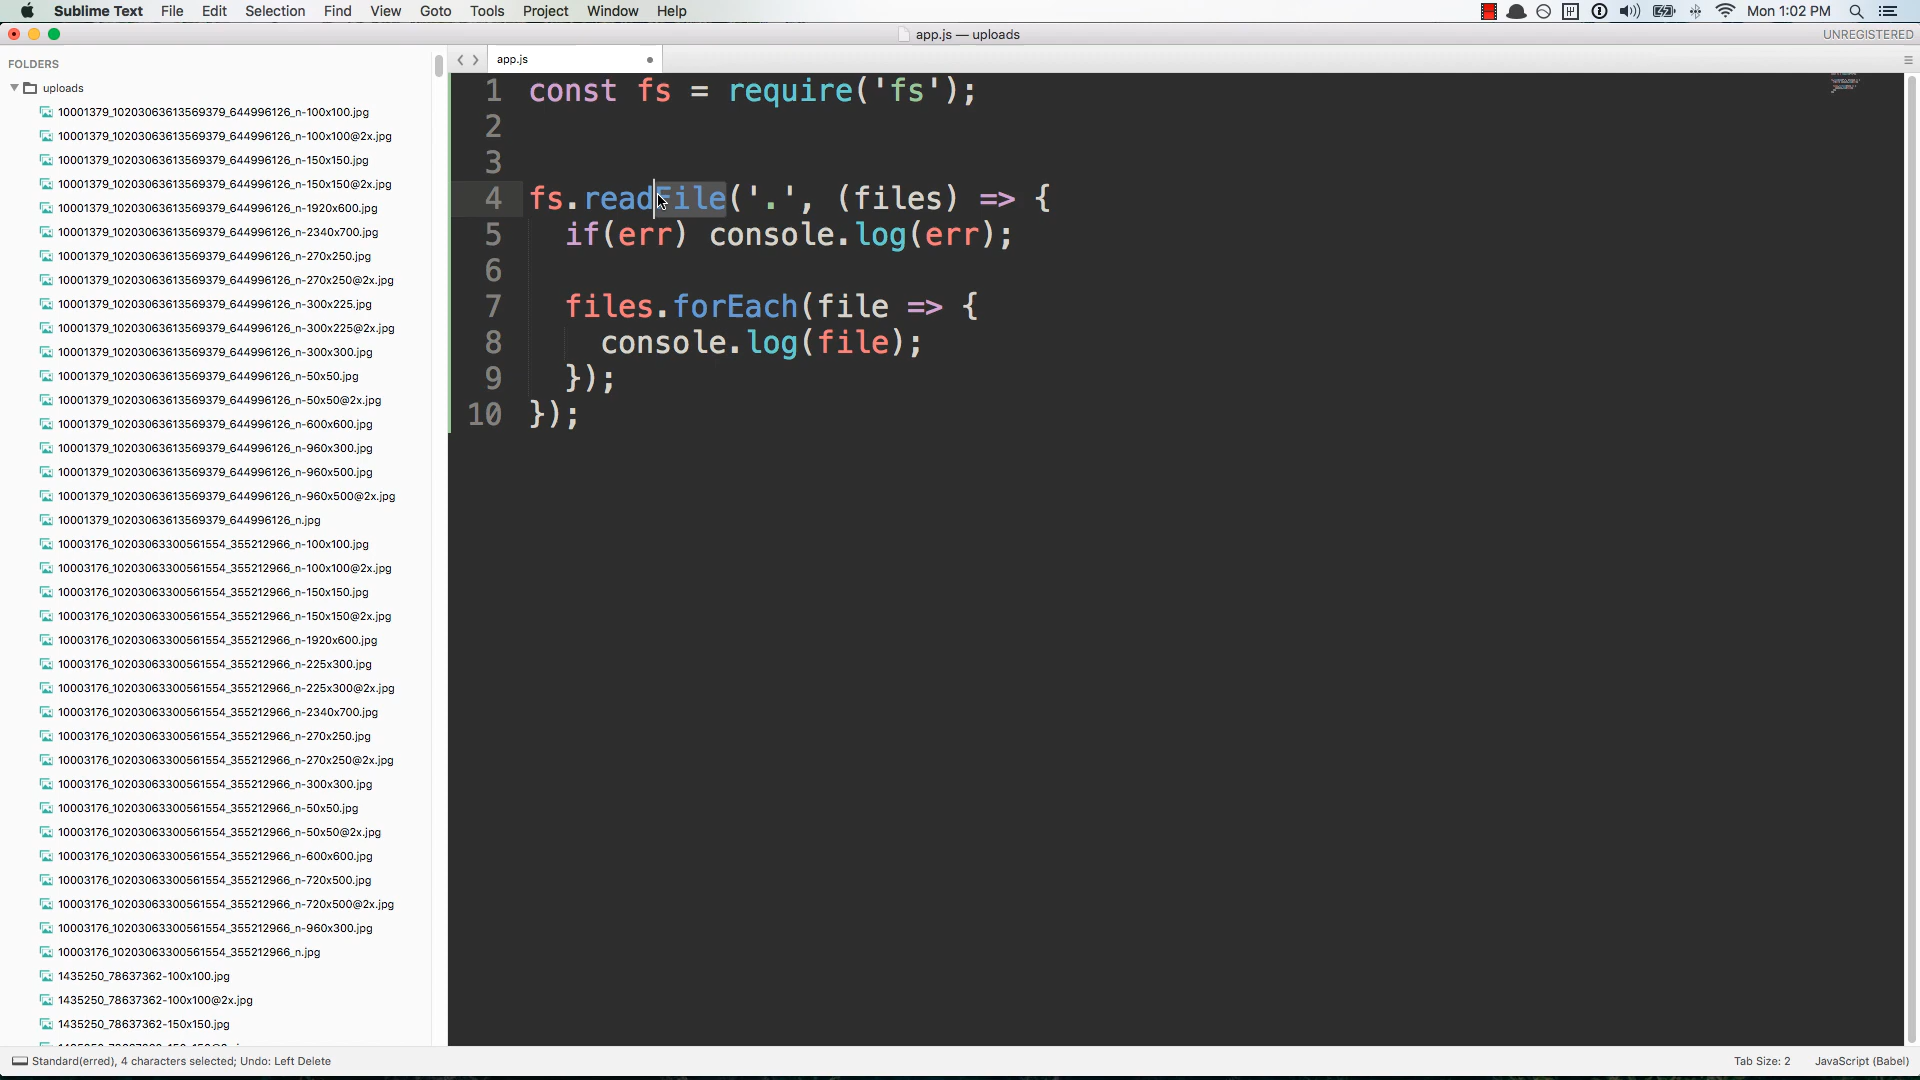 Sublime Text File Edit Selection Find View Goto Tools Project Window Help Mon 1:02 PM
app.js — uploads UNREGISTERED
FOLDERS
uploads
10001379_10203063613569379_644996126_n-100x100.jpg
10001379_10203063613569379_644996126_n-100x100@2x.jpg
10001379_10203063613569379_644996126_n-150x150.jpg
10001379_10203063613569379_644996126_n-150x150@2x.jpg
10001379_10203063613569379_644996126_n-1920x600.jpg
10001379_10203063613569379_644996126_n-2340x700.jpg
10001379_10203063613569379_644996126_n-270x250.jpg
10001379_10203063613569379_644996126_n-270x250@2x.jpg
10001379_10203063613569379_644996126_n-300x225.jpg
10001379_10203063613569379_644996126_n-300x225@2x.jpg
10001379_10203063613569379_644996126_n-300x300.jpg
10001379_10203063613569379_644996126_n-50x50.jpg
10001379_10203063613569379_644996126_n-50x50@2x.jpg
10001379_10203063613569379_644996126_n-600x600.jpg
10001379_10203063613569379_644996126_n-960x300.jpg
10001379_10203063613569379_644996126_n-960x500.jpg
10001379_10203063613569379_644996126_n-960x500@2x.jpg
10001379_10203063613569379_644996126_n.jpg
10003176_10203063300561554_355212966_n-100x100.jpg
10003176_10203063300561554_355212966_n-100x100@2x.jpg
10003176_10203063300561554_355212966_n-150x150.jpg
10003176_10203063300561554_355212966_n-150x150@2x.jpg
10003176_10203063300561554_355212966_n-1920x600.jpg
10003176_10203063300561554_355212966_n-225x300.jpg
10003176_10203063300561554_355212966_n-225x300@2x.jpg
10003176_10203063300561554_355212966_n-2340x700.jpg
10003176_10203063300561554_355212966_n-270x250.jpg
10003176_10203063300561554_355212966_n-270x250@2x.jpg
10003176_10203063300561554_355212966_n-300x300.jpg
10003176_10203063300561554_355212966_n-50x50.jpg
10003176_10203063300561554_355212966_n-50x50@2x.jpg
10003176_10203063300561554_355212966_n-600x600.jpg
10003176_10203063300561554_355212966_n-720x500.jpg
10003176_10203063300561554_355212966_n-720x500@2x.jpg
10003176_10203063300561554_355212966_n-960x300.jpg
10003176_10203063300561554_355212966_n.jpg
1435250_78637362-100x100.jpg
1435250_78637362-100x100@2x.jpg
1435250_78637362-150x150.jpg
app.js
1 const fs = require('fs');
2
3
4 fs.readFile('.', (files) => {
5 if(err) console.log(err);
6
7 files.forEach(file => {
8 console.log(file);
9 });
10 });
Standard(erred), 4 characters selected; Undo: Left Delete Tab Size: 2 JavaScript (Babel)